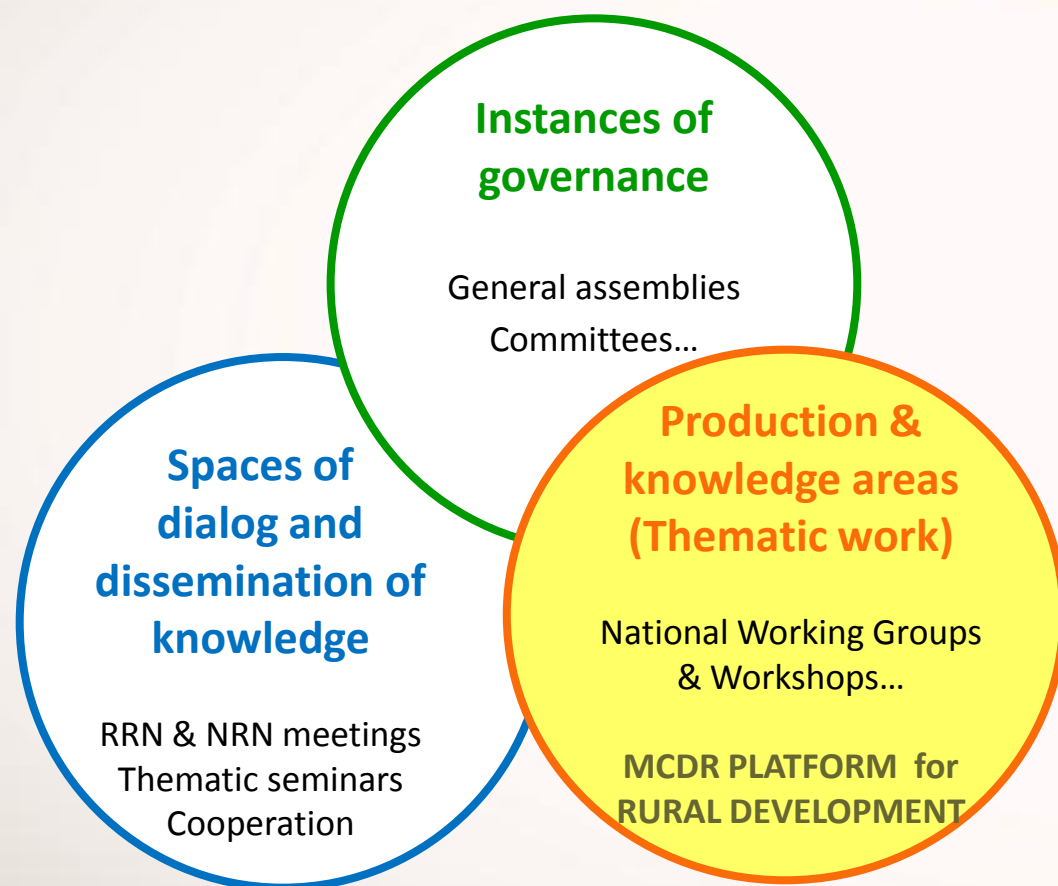 Instances of
governance
General assemblies
Committees…
Spaces of
dialog and
dissemination of
knowledge
RRN & NRN meetings
Thematic seminars
Cooperation
Production &
knowledge areas
(Thematic work)
National Working Groups
& Workshops…
MCDR PLATFORM for
RURAL DEVELOPMENT